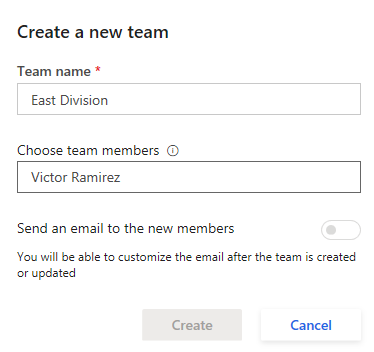 Create a new team
Team name *
East Division
Choose team members
Victor Ramirez
Send an email to the new members
You will be able to customize the email after the team is created
or updated
Create Cancel